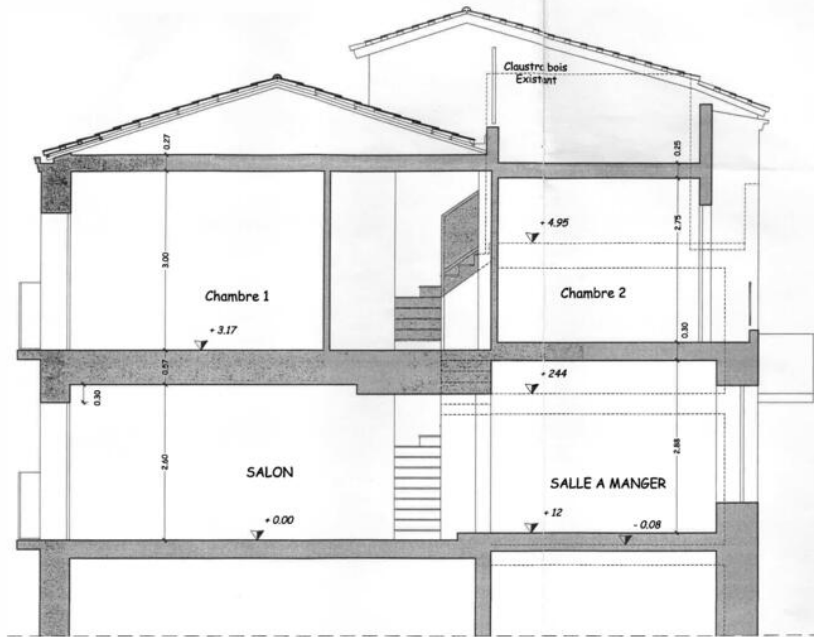 Claustra bois
Existant
0.27
0.25
+ 4.95
2.75
3.00
Chambre 1
Chambre 2
+ 3.17
0.30
0.57
+ 244
0.30
2.60
2.88
SALON
SALLE A MANGER
+ 0.00
+ 12
- 0.08